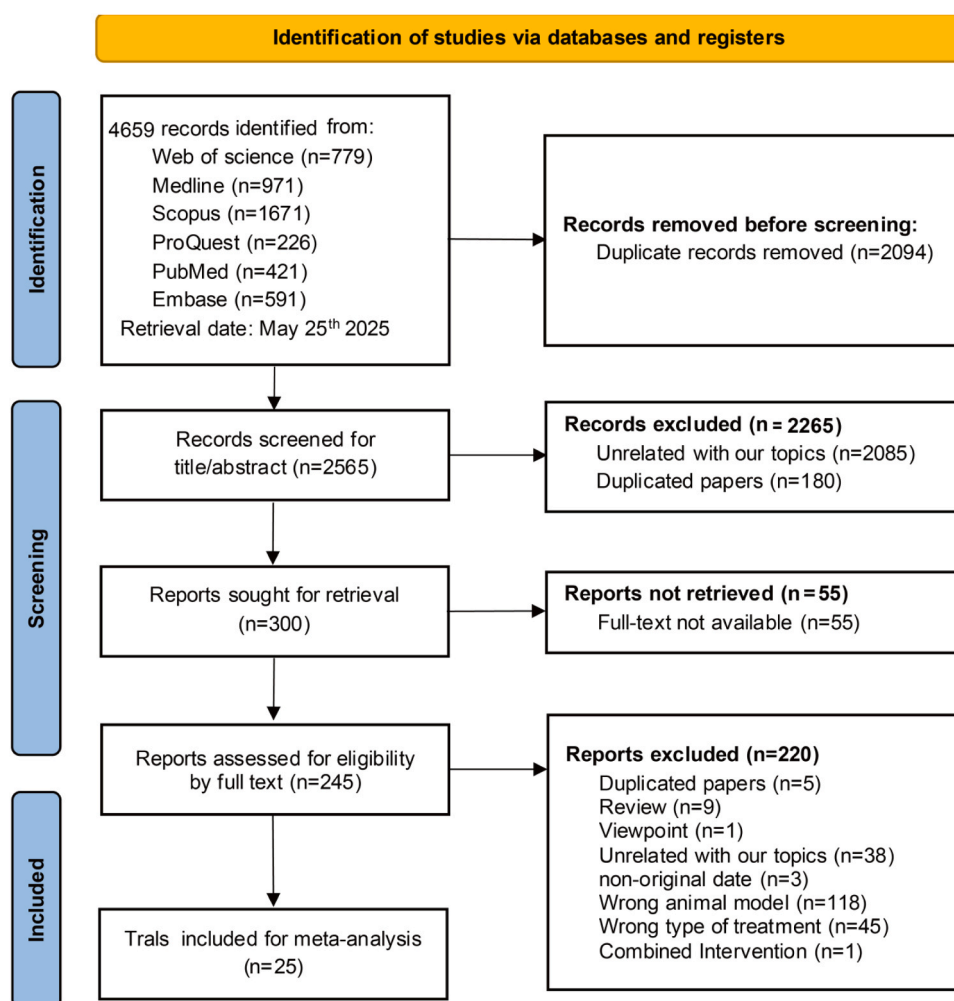 Identification of studies via databases and registers
Identification
4659 records identified from:
Web of science (n=779)
Medline (n=971)
Scopus (n=1671)
ProQuest (n=226)
PubMed (n=421)
Embase (n=591)
Retrieval date: May 25th 2025
Records removed before screening:
Duplicate records removed (n=2094)
Screening
Records screened for
title/abstract (n=2565)
Records excluded (n=2265)
Unrelated with our topics (n=2085)
Duplicated papers (n=180)
Reports sought for retrieval
(n=300)
Reports not retrieved (n=55)
Full-text not available (n=55)
Reports assessed for eligibility
by full text (n=245)
Reports excluded (n=220)
Duplicated papers (n=5)
Review (n=9)
Viewpoint (n=1)
Unrelated with our topics (n=38)
non-original date (n=3)
Wrong animal model (n=118)
Wrong type of treatment (n=45)
Combined Intervention (n=1)
Included
Trals included for meta-analysis
(n=25)